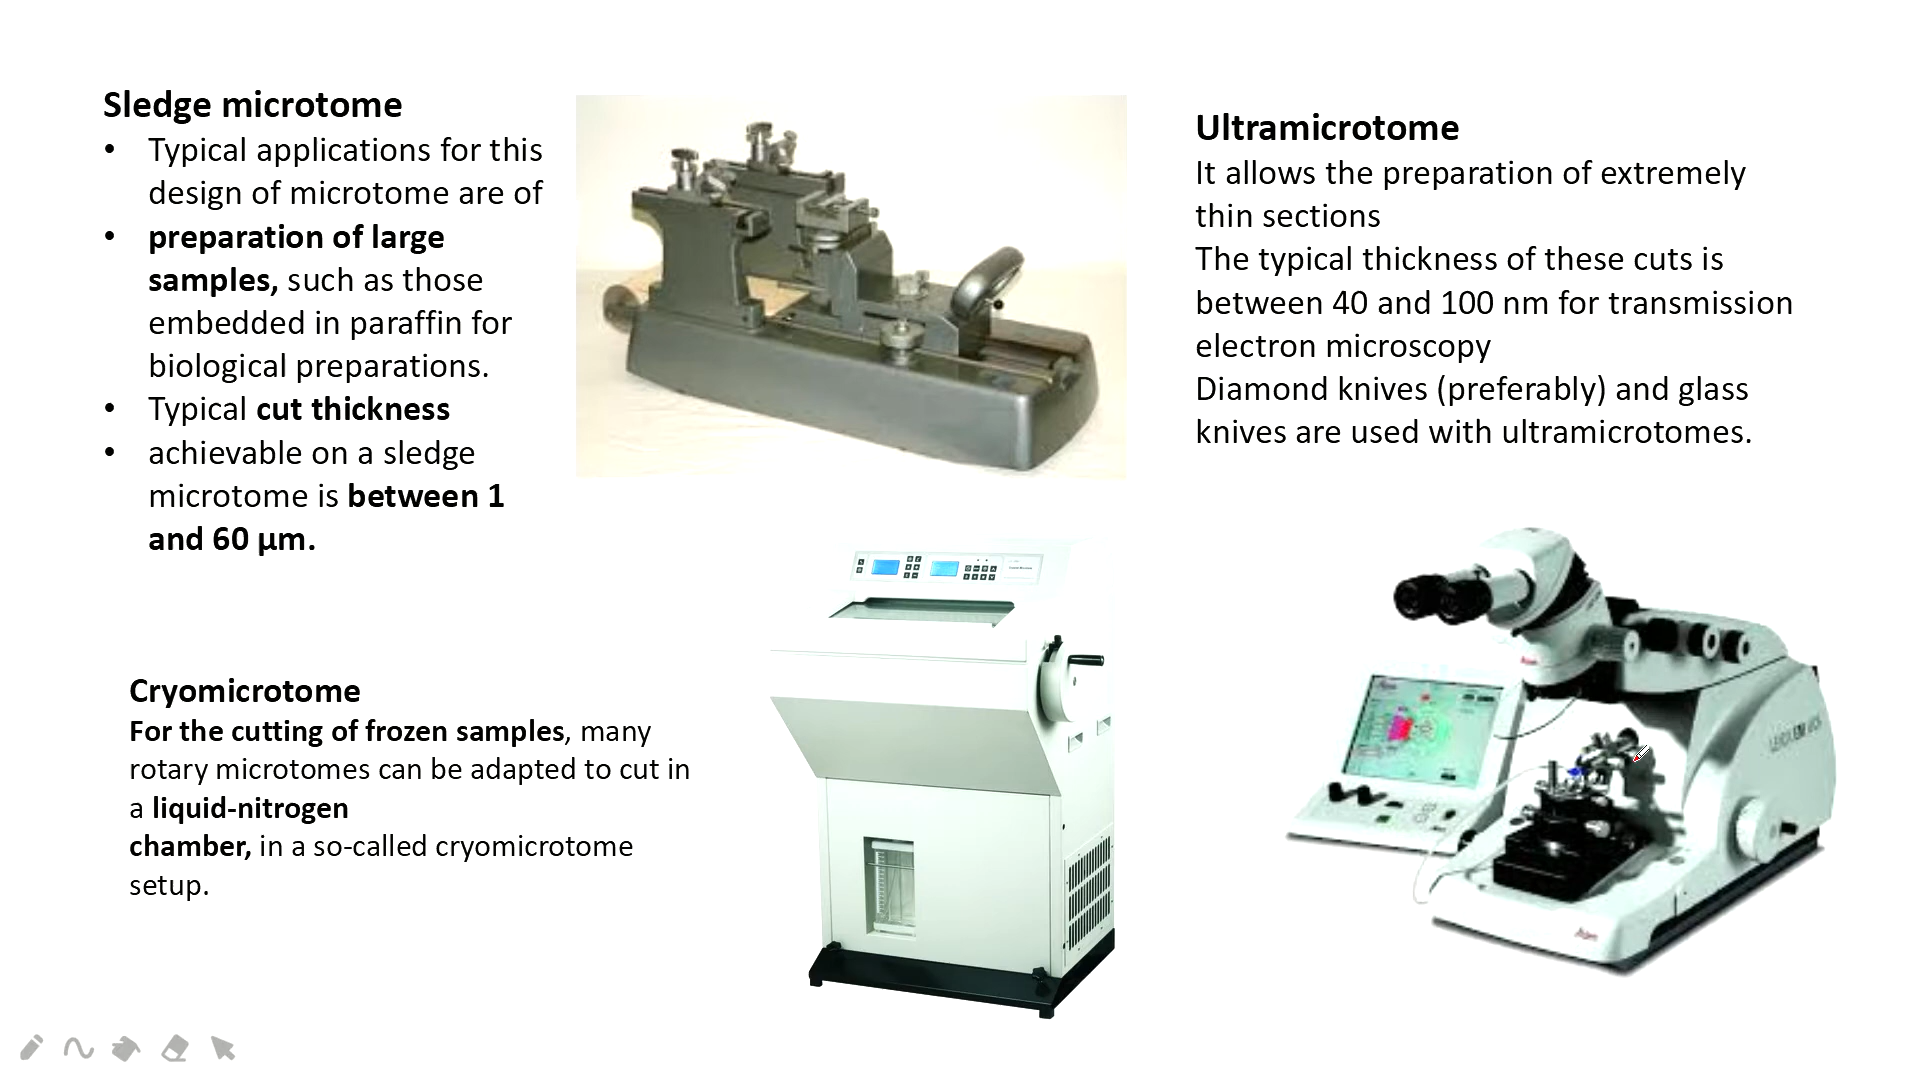 Sledge microtome
• Typical applications for this
design of microtome are of
• preparation of large
samples, such as those
embedded in paraffin for
biological preparations.
• Typical cut thickness
• achievable on a sledge
microtome is between 1
and 60 μm.
Cryomicrotome
For the cutting of frozen samples, many
rotary microtomes can be adapted to cut in
a liquid-nitrogen
chamber, in a so-called cryomicrotome
setup.
Ultramicrotome
It allows the preparation of extremely
thin sections
The typical thickness of these cuts is
between 40 and 100 nm for transmission
electron microscopy
Diamond knives (preferably) and glass
knives are used with ultramicrotomes.